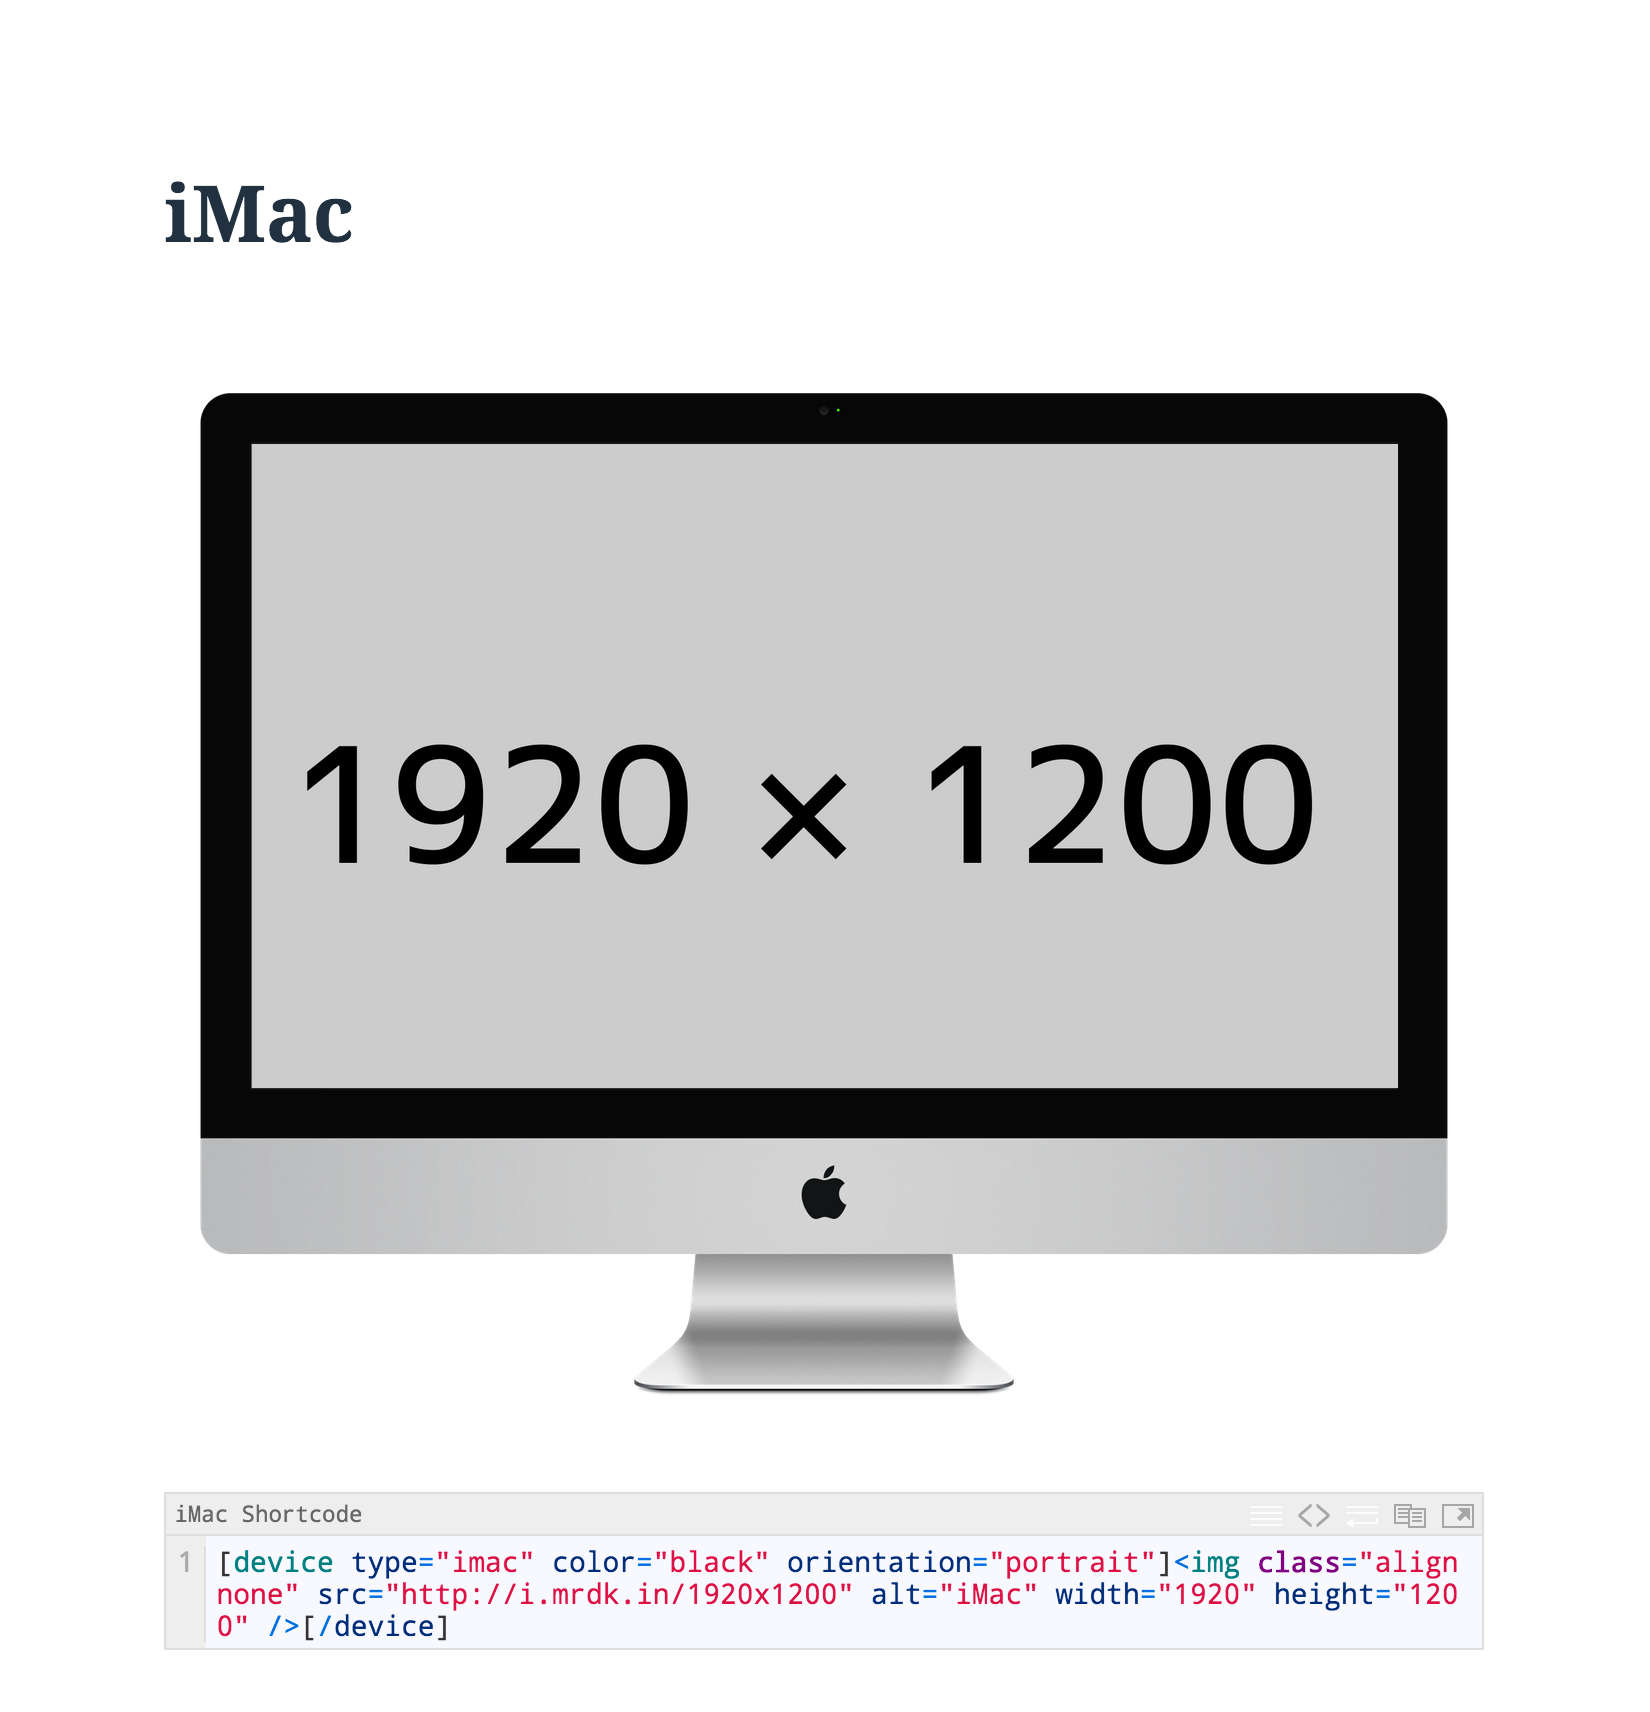 iMac
1920 × 1200
iMac Shortcode
1
[device type="imac" color="black" orientation="portrait"]<img class="align
none" src="http://i.mrdk.in/1920x1200" alt="iMac" width="1920" height="120
0" />[/device]